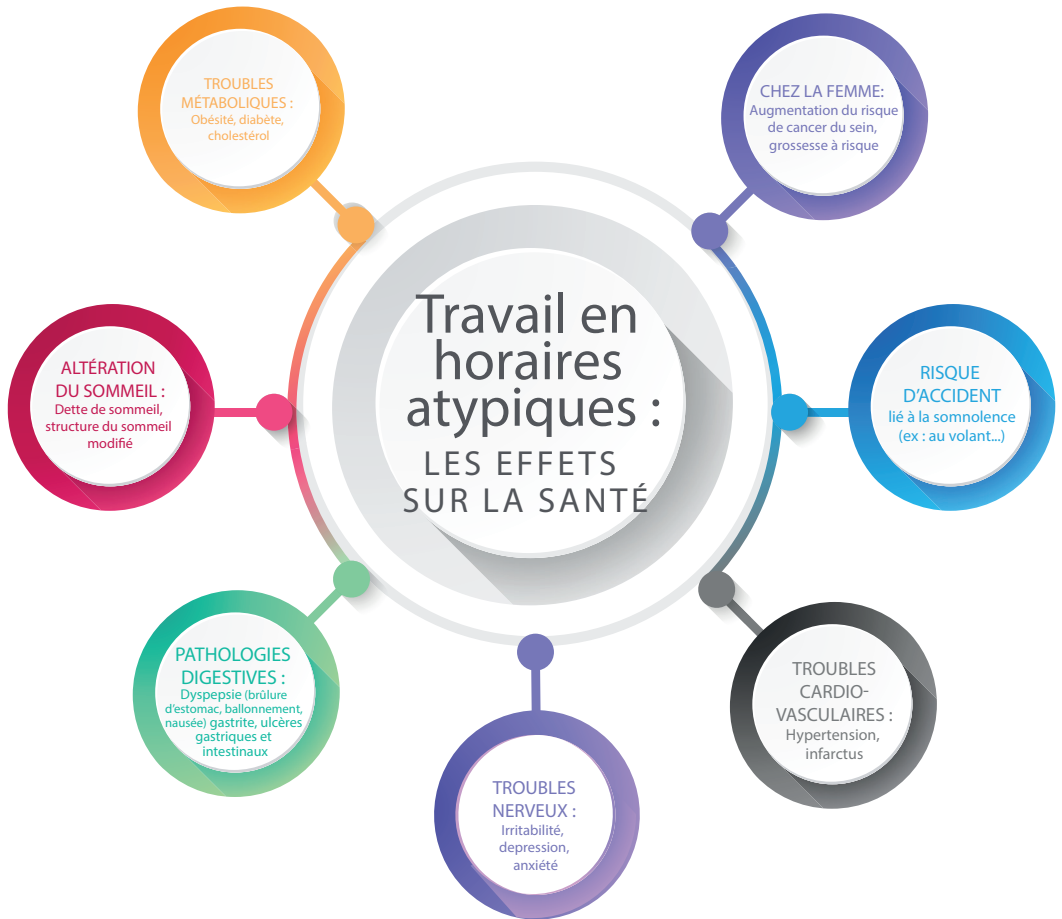 Travail en
horaires
atypiques :
LES EFFETS
SUR LA SANTÉ
TROUBLES
MÉTABOLIQUES :
Obésité, diabète,
cholestérol
CHEZ LA FEMME:
Augmentation du risque
de cancer du sein,
grossesse à risque
ALTÉRATION
DU SOMMEIL :
Dette de sommeil,
structure du sommeil
modifié
RISQUE
D’ACCIDENT
lié à la somnolence
(ex : au volant...)
PATHOLOGIES
DIGESTIVES :
Dyspepsie (brûlure
d’estomac, ballonnement,
nausée) gastrite, ulcères
gastriques et
intestinaux
TROUBLES
CARDIO-
VASCULAIRES :
Hypertension,
infarctus
TROUBLES
NERVEUX :
Irritabilité,
depression,
anxiété